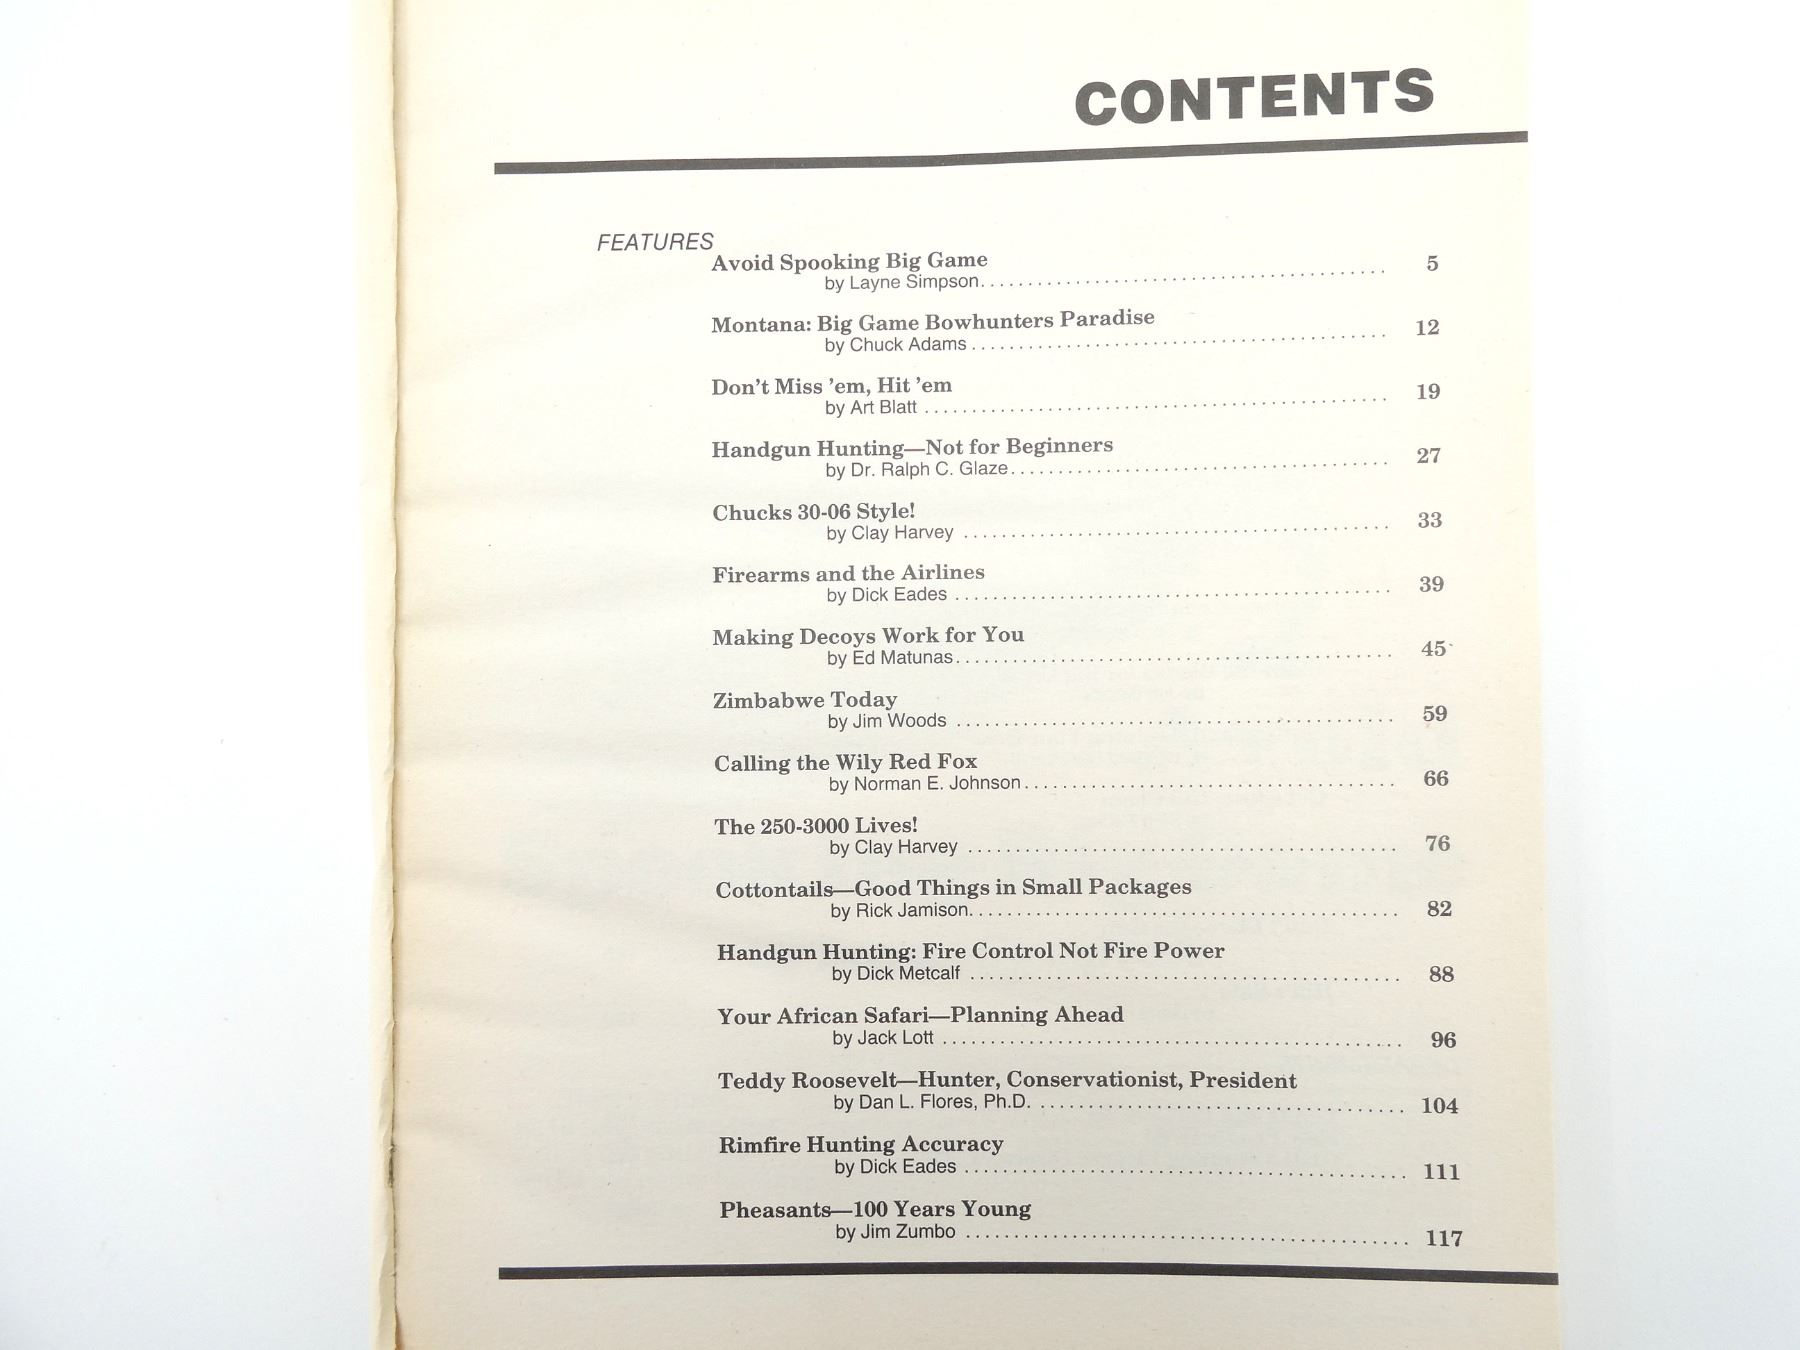 CONTENTS
FEATURES
Avoid Spooking Big Game
by Layne Simpson. . . . . . . . . . . . . . . . . . . . . . . . . . . . . . . . . . . . . . . . . . . 5
Montana: Big Game Bowhunters Paradise
by Chuck Adams . . . . . . . . . . . . . . . . . . . . . . . . . . . . . . . . . . . . . . . . . . . 12
Don't Miss 'em, Hit 'em
by Art Blatt . . . . . . . . . . . . . . . . . . . . . . . . . . . . . . . . . . . . . . . . . . . 19
Handgun Hunting—Not for Beginners
by Dr. Ralph C. Glaze. . . . . . . . . . . . . . . . . . . . . . . . . . . . . . . . . . . . . . . . 27
Chucks 30-06 Style!
by Clay Harvey . . . . . . . . . . . . . . . . . . . . . . . . . . . . . . . . . . . . . . . . . . . 33
Firearms and the Airlines
by Dick Eades . . . . . . . . . . . . . . . . . . . . . . . . . . . . . . . . . . . . . . . . . . . 39
Making Decoys Work for You
by Ed Matunas. . . . . . . . . . . . . . . . . . . . . . . . . . . . . . . . . . . . . . . . . . . 45
Zimbabwe Today
by Jim Woods . . . . . . . . . . . . . . . . . . . . . . . . . . . . . . . . . . . . . . . . . . . 59
Calling the Wily Red Fox
by Norman E. Johnson. . . . . . . . . . . . . . . . . . . . . . . . . . . . . . . . . . . . . . . 66
The 250-3000 Lives!
by Clay Harvey . . . . . . . . . . . . . . . . . . . . . . . . . . . . . . . . . . . . . . . . . . . 76
Cottontails—Good Things in Small Packages
by Rick Jamison. . . . . . . . . . . . . . . . . . . . . . . . . . . . . . . . . . . . . . . . . . . 82
Handgun Hunting: Fire Control Not Fire Power
by Dick Metcalf . . . . . . . . . . . . . . . . . . . . . . . . . . . . . . . . . . . . . . . . . . . 88
Your African Safari—Planning Ahead
by Jack Lott . . . . . . . . . . . . . . . . . . . . . . . . . . . . . . . . . . . . . . . . . . . 96
Teddy Roosevelt—Hunter, Conservationist, President
by Dan L. Flores, Ph.D. . . . . . . . . . . . . . . . . . . . . . . . . . . . . . . . . . . . . . . 104
Rimfire Hunting Accuracy
by Dick Eades . . . . . . . . . . . . . . . . . . . . . . . . . . . . . . . . . . . . . . . . . . . 111
Pheasants—100 Years Young
by Jim Zumbo . . . . . . . . . . . . . . . . . . . . . . . . . . . . . . . . . . . . . . . . . . . 117